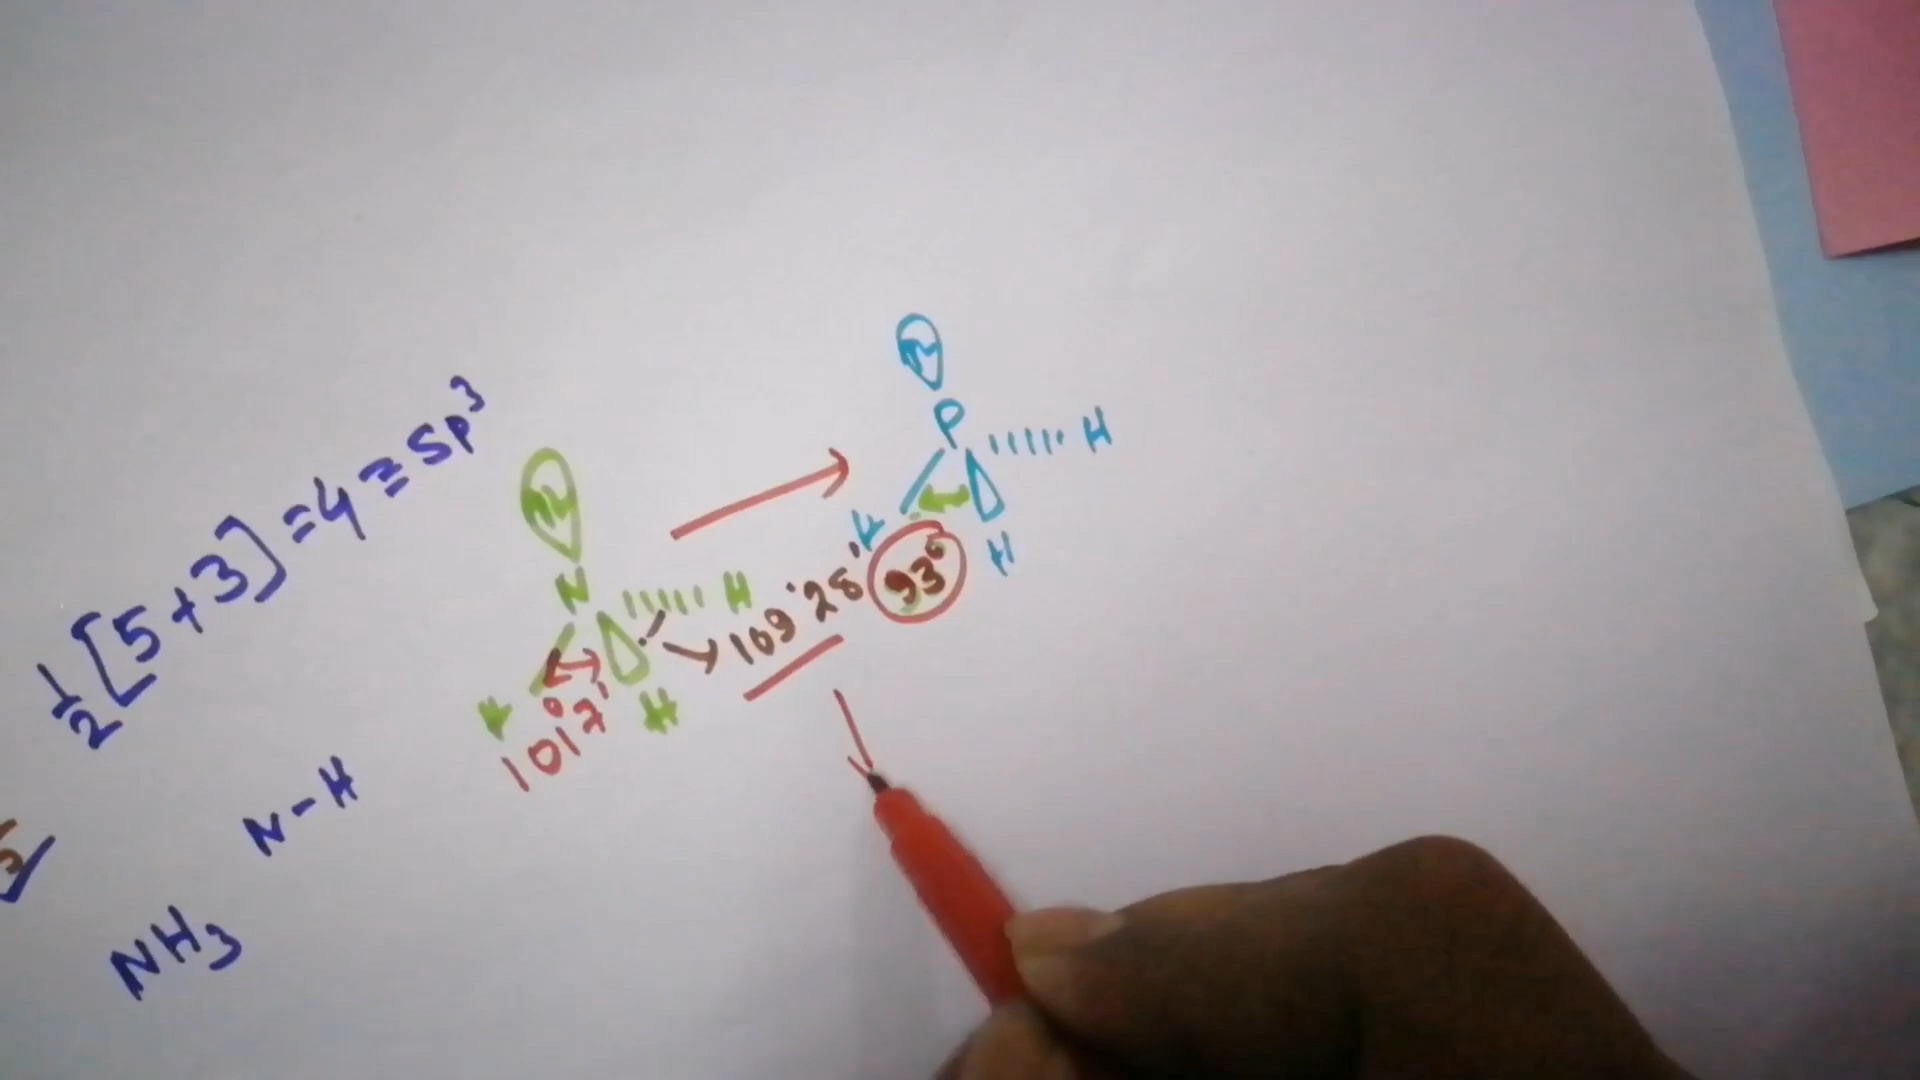 ½[5+3]=4≡Sp³
N-H
NH₃
N
H
H
H
101°7'
109°28'
P
H
H
H
93°